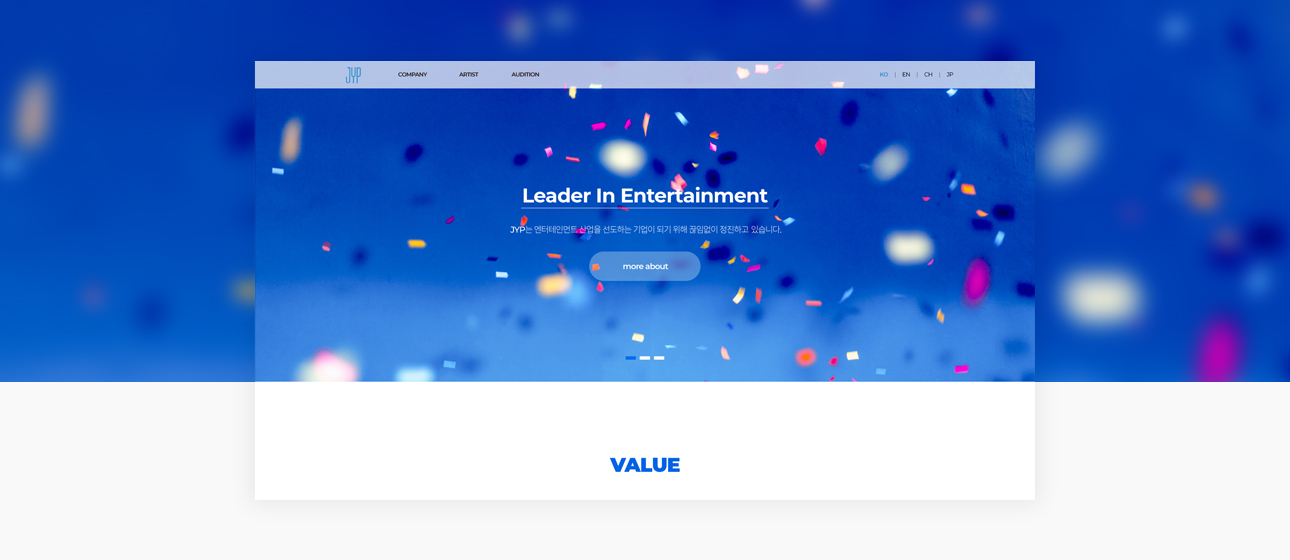 JYP COMPANY ARTIST AUDITION KO | EN | CH | JP
Leader In Entertainment
JYP는 엔터테인먼트 산업을 선도하는 기업이 되기 위해 끊임없이 정진하고 있습니다.
more about
VALUE